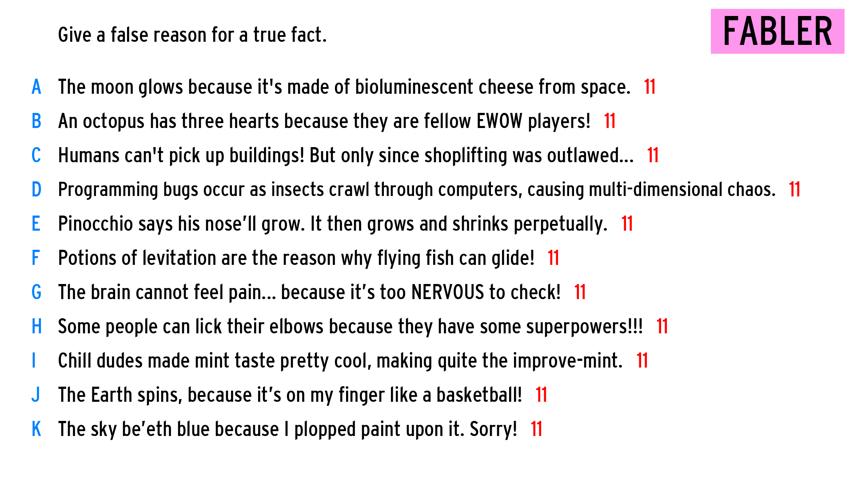 Give a false reason for a true fact.
FABLER
A The moon glows because it's made of bioluminescent cheese from space. 11
B An octopus has three hearts because they are fellow EWOW players! 11
C Humans can't pick up buildings! But only since shoplifting was outlawed... 11
D Programming bugs occur as insects crawl through computers, causing multi-dimensional chaos. 11
E Pinocchio says his nose’ll grow. It then grows and shrinks perpetually. 11
F Potions of levitation are the reason why flying fish can glide! 11
G The brain cannot feel pain... because it’s too NERVOUS to check! 11
H Some people can lick their elbows because they have some superpowers!!! 11
I Chill dudes made mint taste pretty cool, making quite the improve-mint. 11
J The Earth spins, because it’s on my finger like a basketball! 11
K The sky be’eth blue because I plopped paint upon it. Sorry! 11